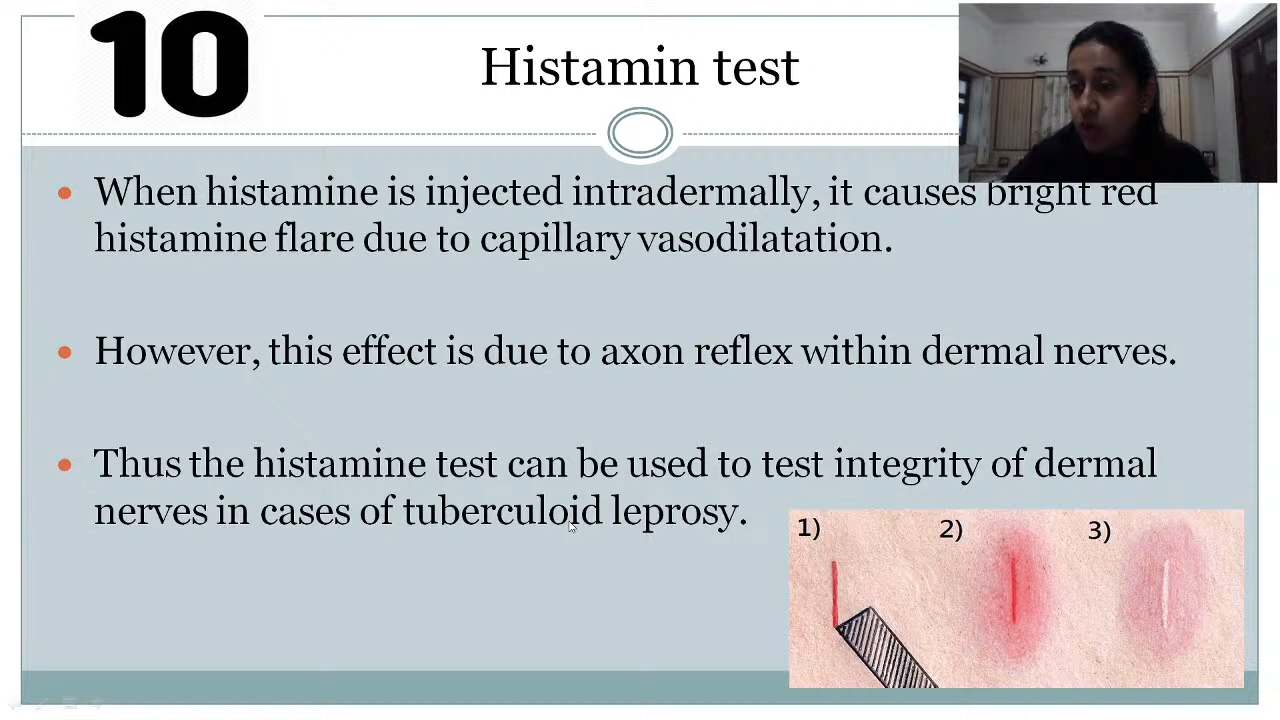 10
Histamin test
• When histamine is injected intradermally, it causes bright red
histamine flare due to capillary vasodilatation.
• However, this effect is due to axon reflex within dermal nerves.
• Thus the histamine test can be used to test integrity of dermal
nerves in cases of tuberculoid leprosy.
1) 2) 3)